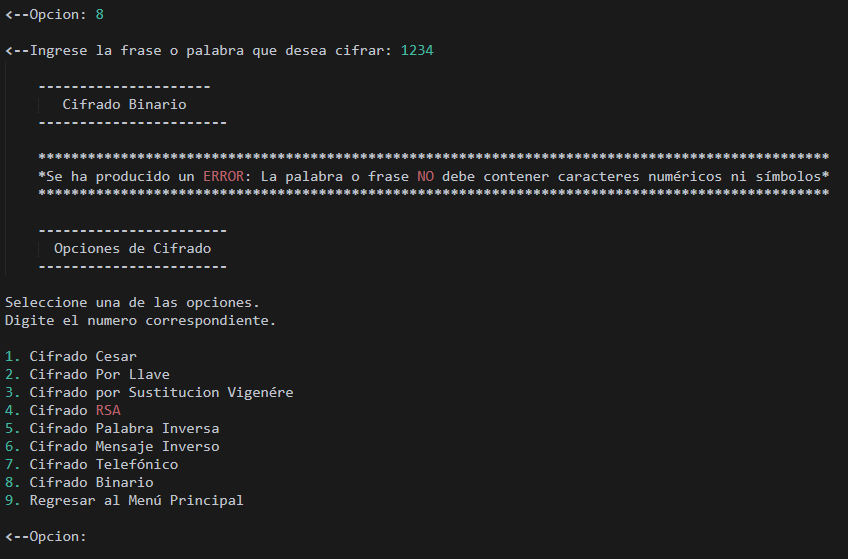 <--Opcion: 8
<--Ingrese la frase o palabra que desea cifrar: 1234
---------------------
Cifrado Binario
-----------------------
************************************************************************************************
*Se ha producido un ERROR: La palabra o frase NO debe contener caracteres numéricos ni símbolos*
************************************************************************************************
-----------------------
Opciones de Cifrado
-----------------------
Seleccione una de las opciones.
Digite el numero correspondiente.
1. Cifrado Cesar
2. Cifrado Por Llave
3. Cifrado por Sustitucion Vigenére
4. Cifrado RSA
5. Cifrado Palabra Inversa
6. Cifrado Mensaje Inverso
7. Cifrado Telefónico
8. Cifrado Binario
9. Regresar al Menú Principal
<--Opcion: